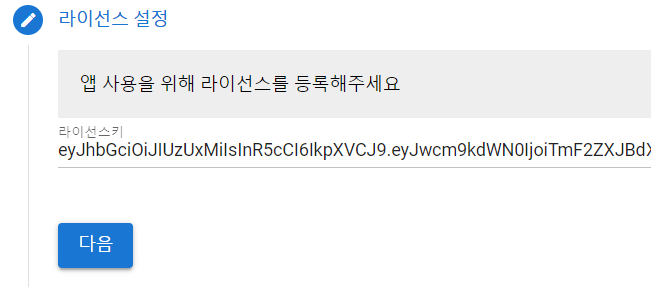 라이선스 설정
앱 사용을 위해 라이선스를 등록해주세요
라이선스키
eyJhbGciOiJIUzUxMiIsInR5cCI6IkpXVCJ9.eyJwcm9kdWN0IjoiTmF2ZXJBdX
다음